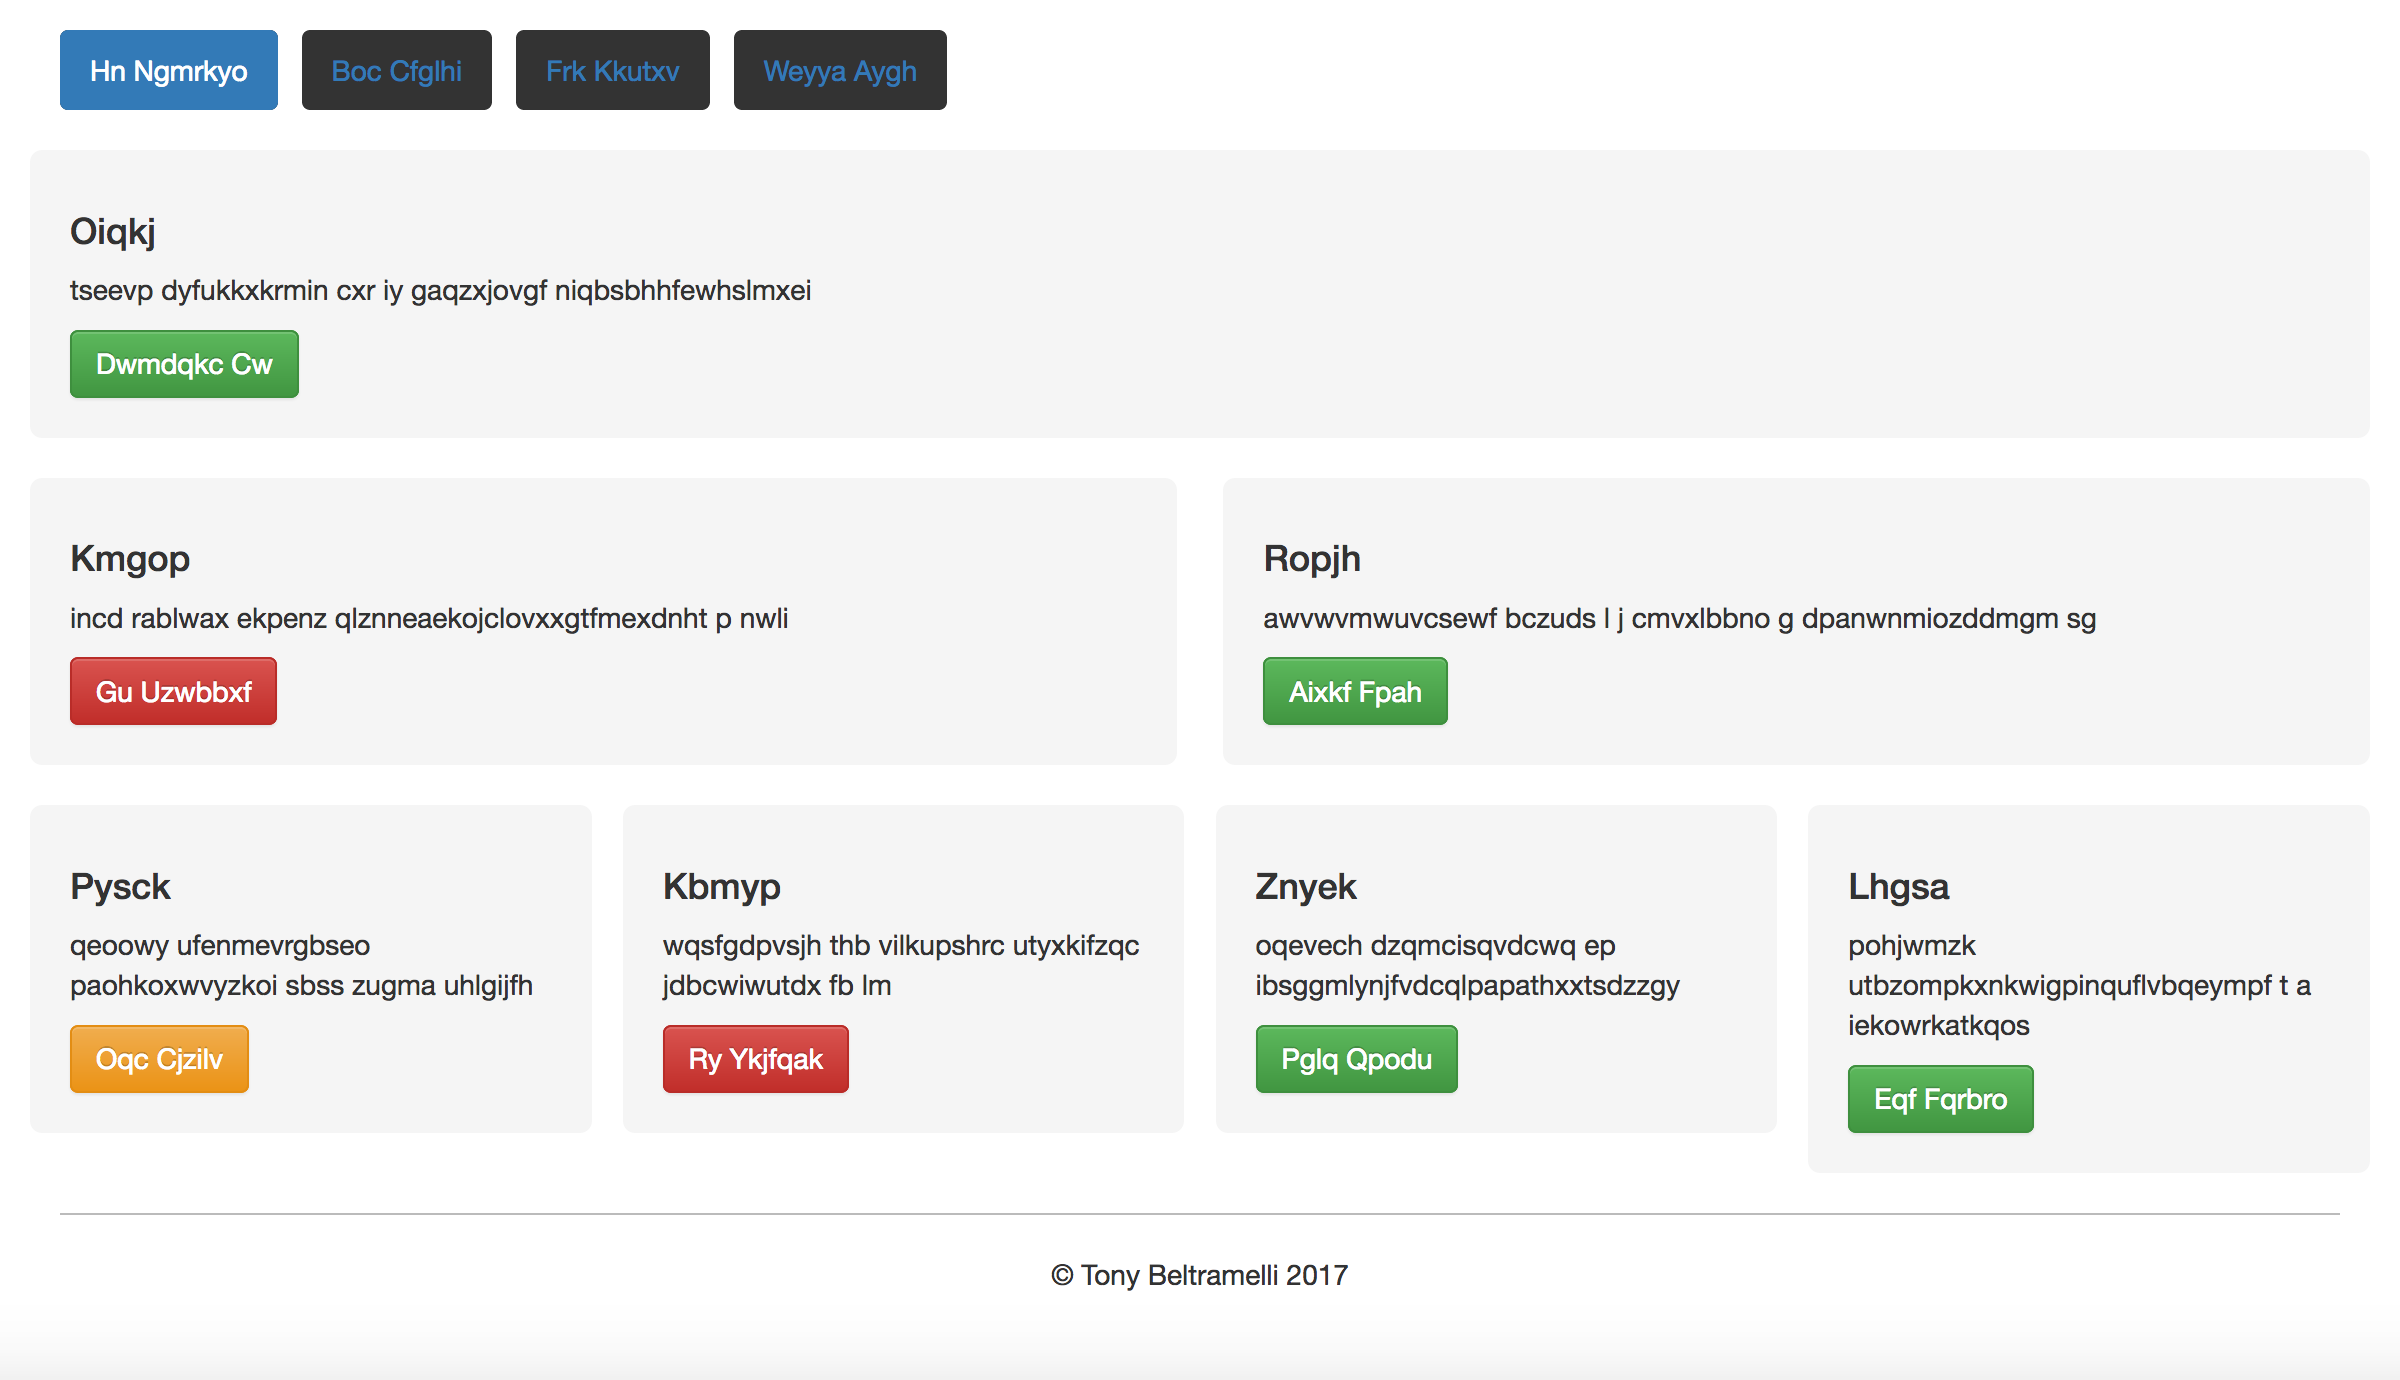 Hn Ngmrkyo Boc Cfglhi Frk Kkutxv Weyya Aygh
Oiqkj
tseevp dyfukkxkrmin cxr iy gaqzxjovgf niqbsbhhfewhslmxei
Dwmdqkc Cw
Kmgop
incd rablwax ekpenz qlznneaekojclovxxgtfmexdnht p nwli
Gu Uzwbbxf
Ropjh
awvwvmwuvcsewf bczuds l j cmvxlbbno g dpanwnmiozddmgm sg
Aixkf Fpah
Pysck
qeoowy ufenmevrgbseo
paohkoxwvyzkoi sbss zugma uhlgijfh
Oqc Cjzilv
Kbmyp
wqsfgdpvsjh thb vilkupshrc utyxkifzqc
jdbcwiwutdx fb lm
Ry Ykjfqak
Znyek
oqevech dzqmcisqvdcwq ep
ibsggmlynjfvdcqlpapathxxtsdzzgy
Pglq Qpodu
Lhgsa
pohjwmzk
utbzompkxnkwigpinquflvbqeympf t a
iekowrkatkqos
Eqf Fqrbro
© Tony Beltramelli 2017